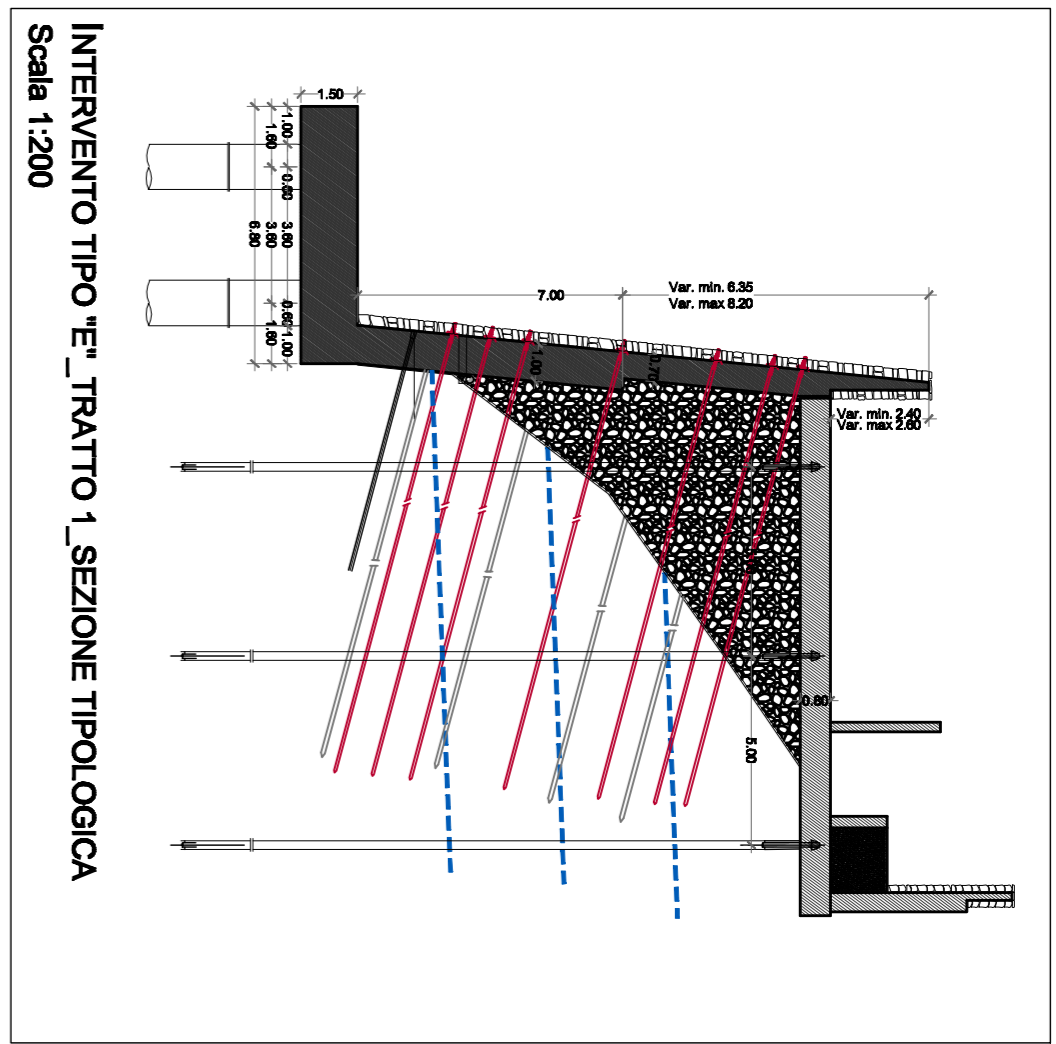 INTERVENTO TIPO "E"_TRATTO 1_SEZIONE TIPOLOGICA
Scala 1:200
1.50
1.00 0.60 3.60 0.60 1.00
1.60 3.60 1.60
6.80
7.00
Var. min. 6.35
Var. max 8.20
1.00
0.70
Var. min. 2.40
Var. max 2.60
0.80
5.00